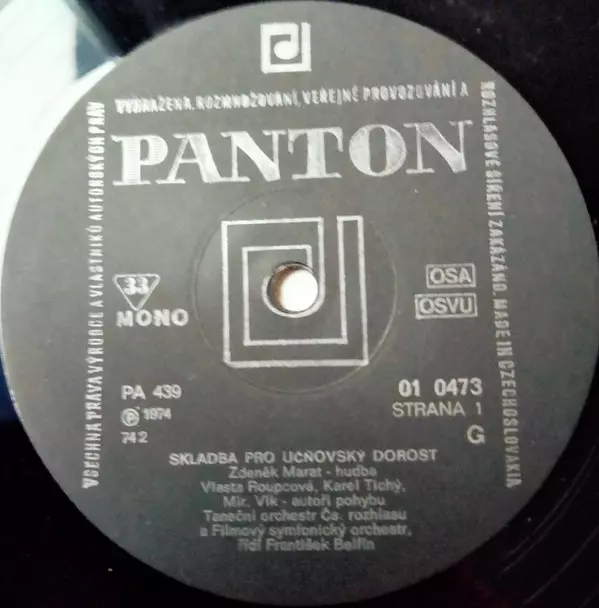 VŠECHNA PRÁVA VÝROBCE A VLASTNÍKŮ AUTORSKÝCH PRÁV
VYHRAŽENA. ROZMNOŽOVÁNÍ, VEŘEJNÉ PROVOZOVÁNÍ A
ROZHLASOVÉ ŠÍŘENÍ ZAKÁZÁNO. MADE IN CZECHOSLOVAKIA
PANTON
33
MONO
OSA
OSVU
PA 439
Ⓟ 1974
74 2
01 0473
STRANA 1
G
SKLADBA PRO UČŇOVSKÝ DOROST
Zdeněk Marat - hudba
Vlasta Roupcová, Karel Tichý,
Mir. Vlk - autoři pohybu
Taneční orchestr Čs. rozhlasu
a Filmový symfonický orchestr,
řídí František Belfín